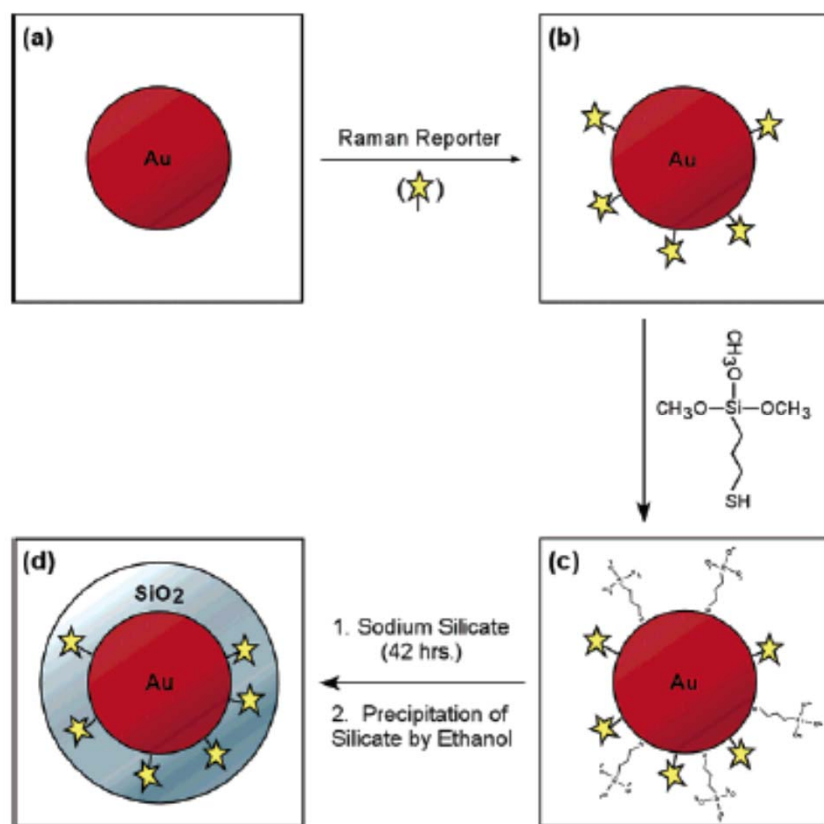 (a)
Au
Raman Reporter
( )
(b)
Au
CH3O
CH3O-Si-OCH3
SH
(c)
Au
1. Sodium Silicate
(42 hrs.)
2. Precipitation of
Silicate by Ethanol
(d)
SiO2
Au